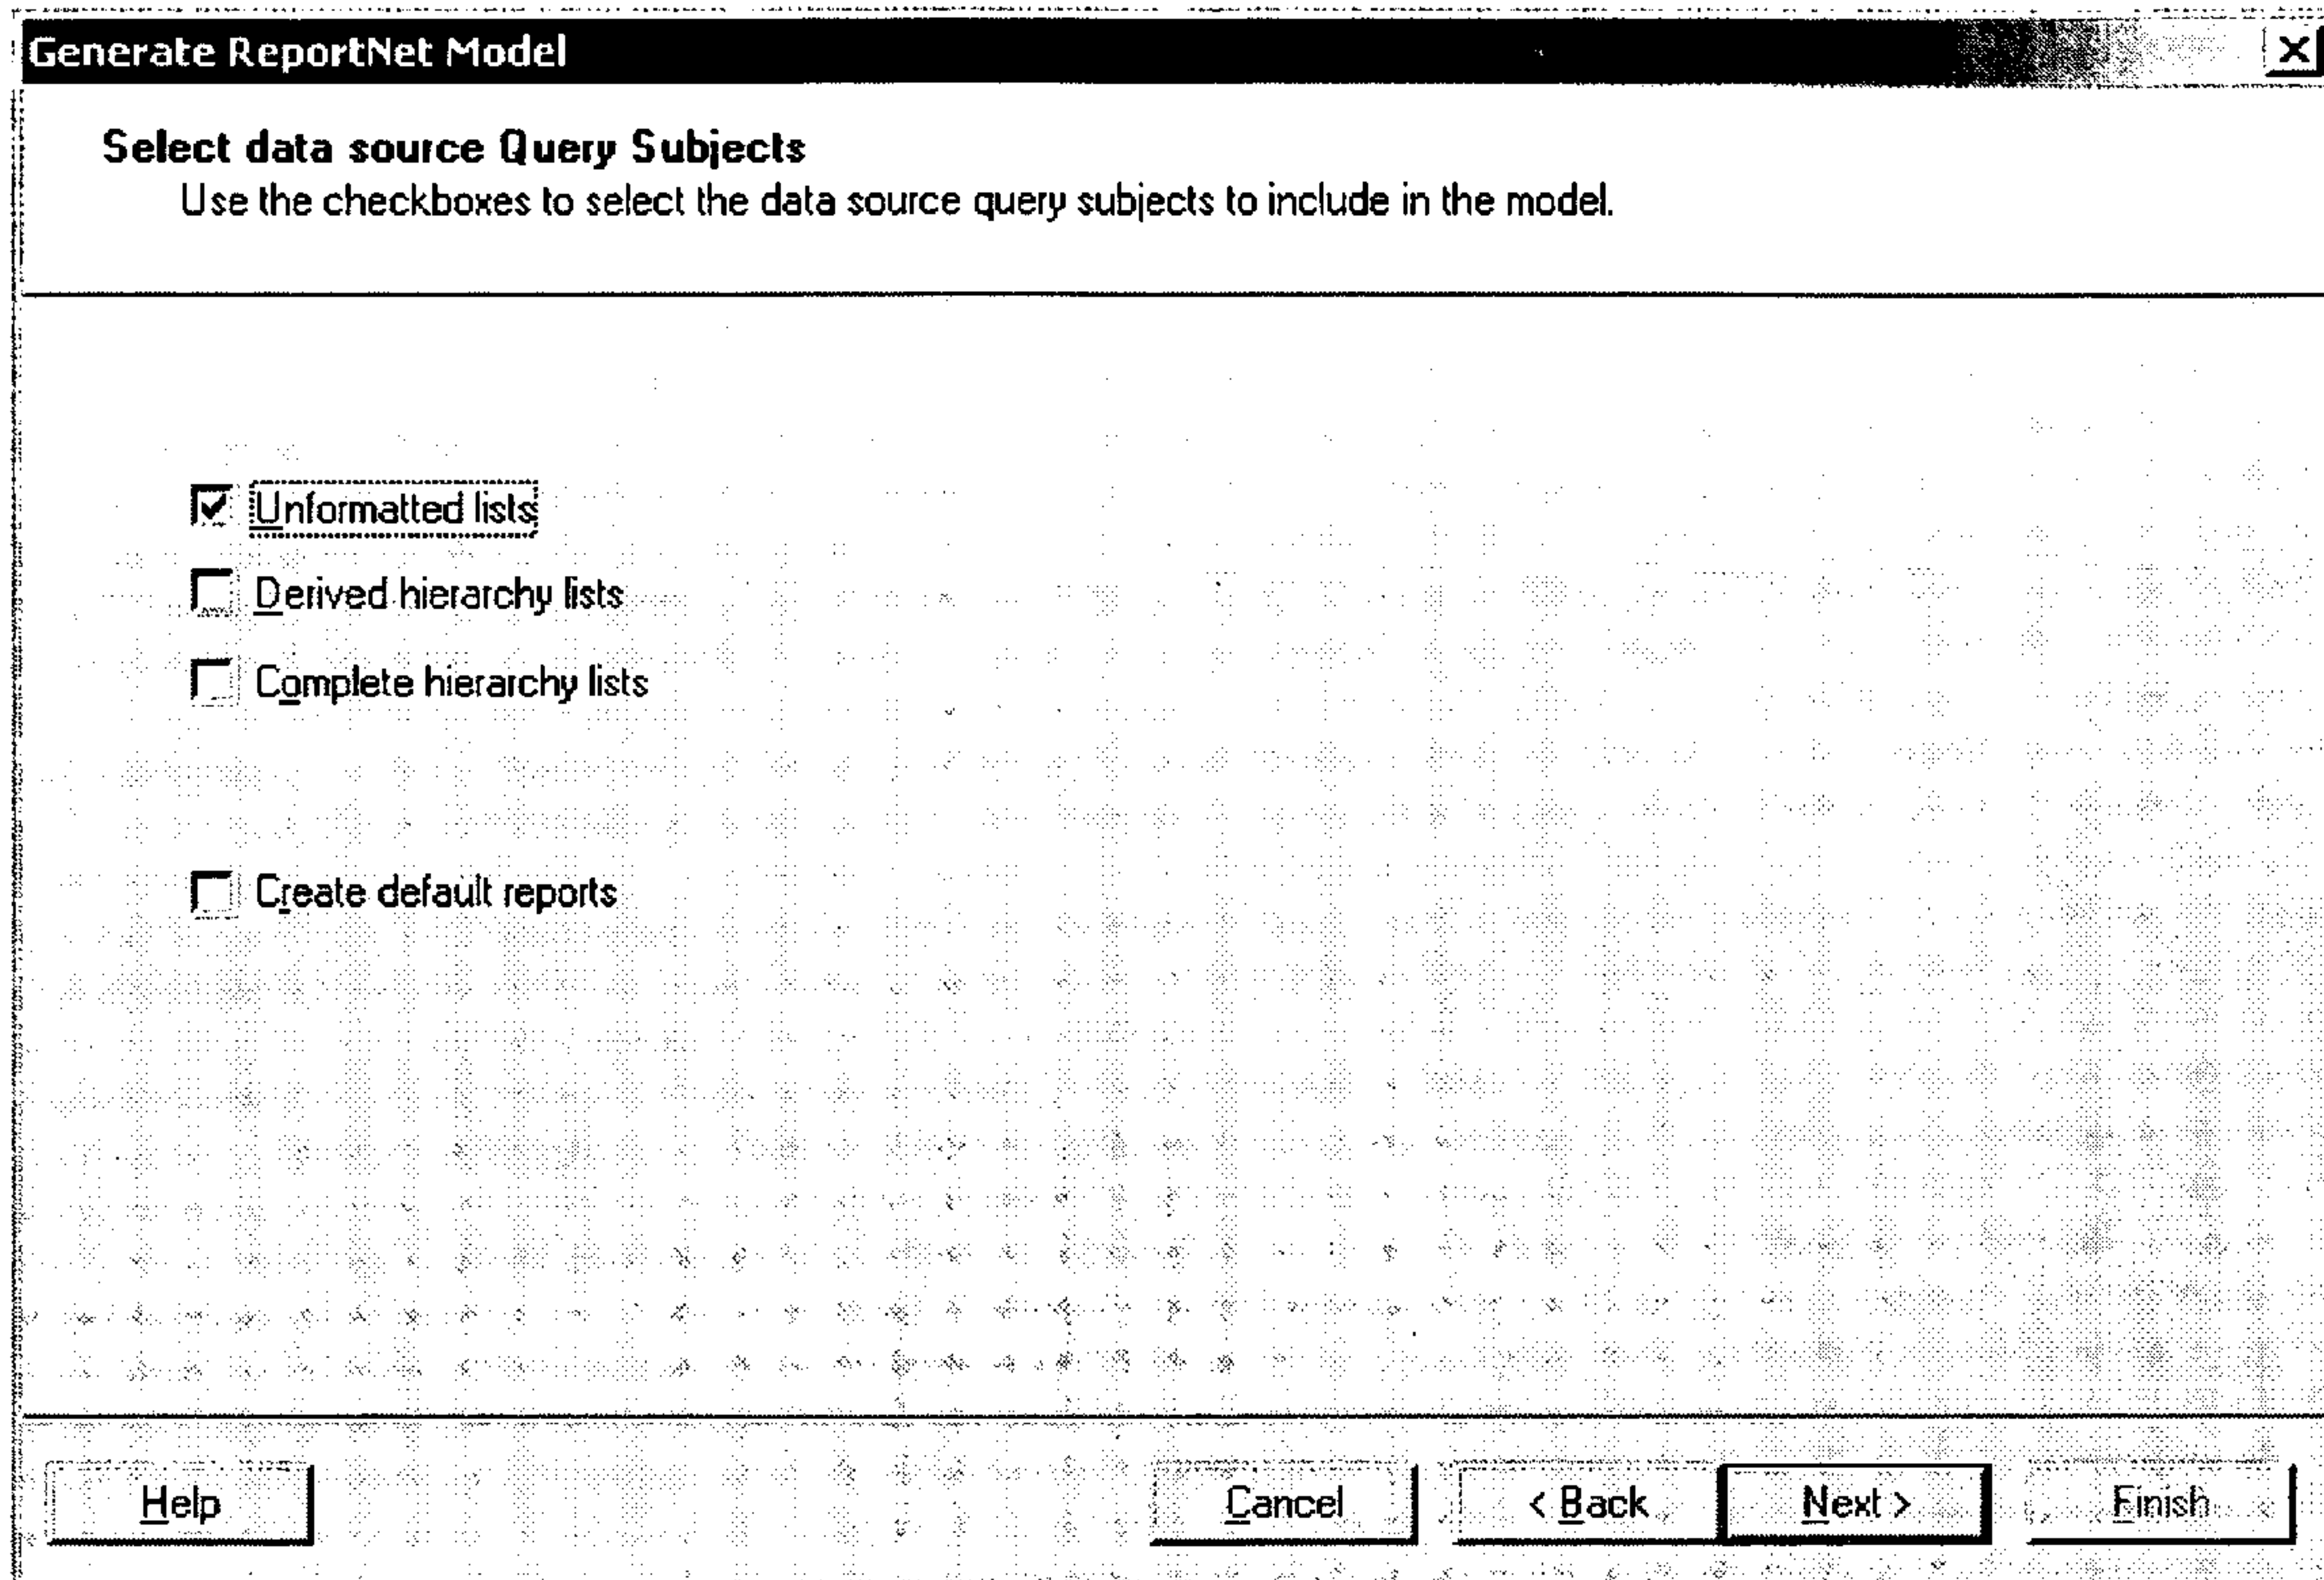 Generate ReportNet Model
Select data source Query Subjects
Use the checkboxes to select the data source query subjects to include in the model.
Unformatted lists
Derived hierarchy lists
Complete hierarchy lists
Create default reports
Help
Cancel
< Back
Next >
Finish